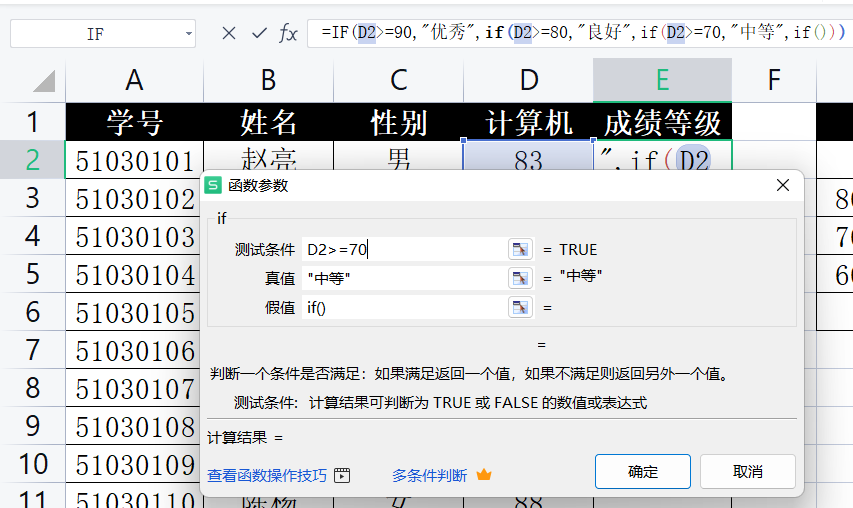 IF fx =IF(D2>=90,"优秀",if(D2>=80,"良好",if(D2>=70,"中等",if()))
A B C D E F
1 学号 姓名 性别 计算机 成绩等级
2 51030101 赵亮 男 83 ",if(D2
3 51030102
4 51030103
5 51030104
6 51030105
7 51030106
8 51030107
9 51030108
10 51030109
11 51030110 陈杨 女 88
S 函数参数
if
测试条件 D2>=70 = TRUE
真值 "中等" = "中等"
假值 if() =
=
判断一个条件是否满足：如果满足返回一个值，如果不满足则返回另外一个值。
测试条件: 计算结果可判断为 TRUE 或 FALSE 的数值或表达式
计算结果 =
查看函数操作技巧 多条件判断 确定 取消